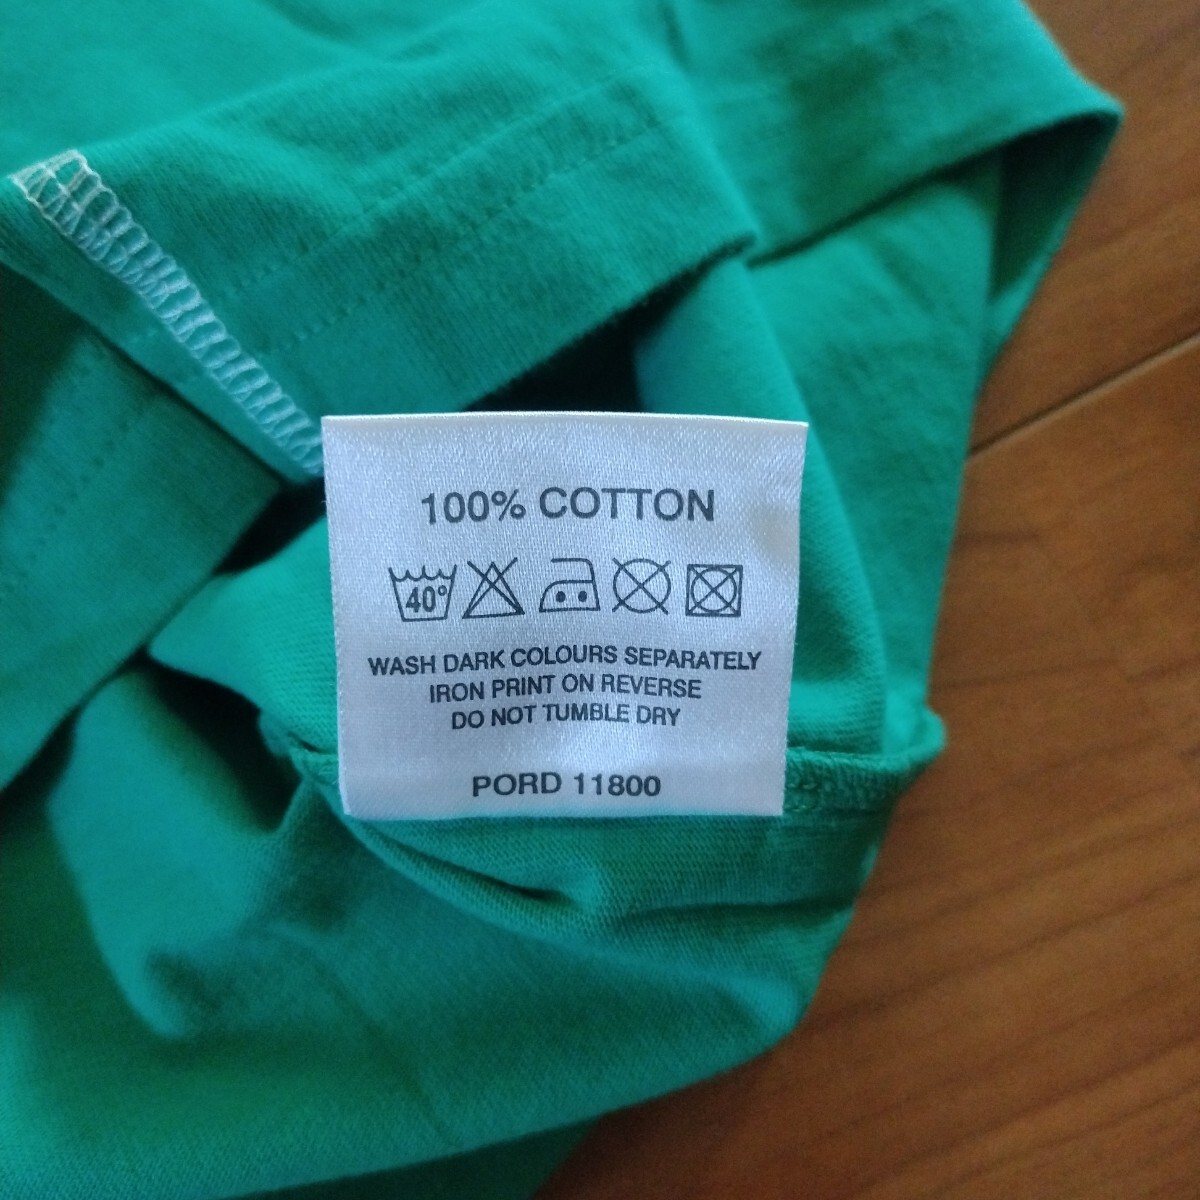 100% COTTON
40°
WASH DARK COLOURS SEPARATELY
IRON PRINT ON REVERSE
DO NOT TUMBLE DRY
PORD 11800